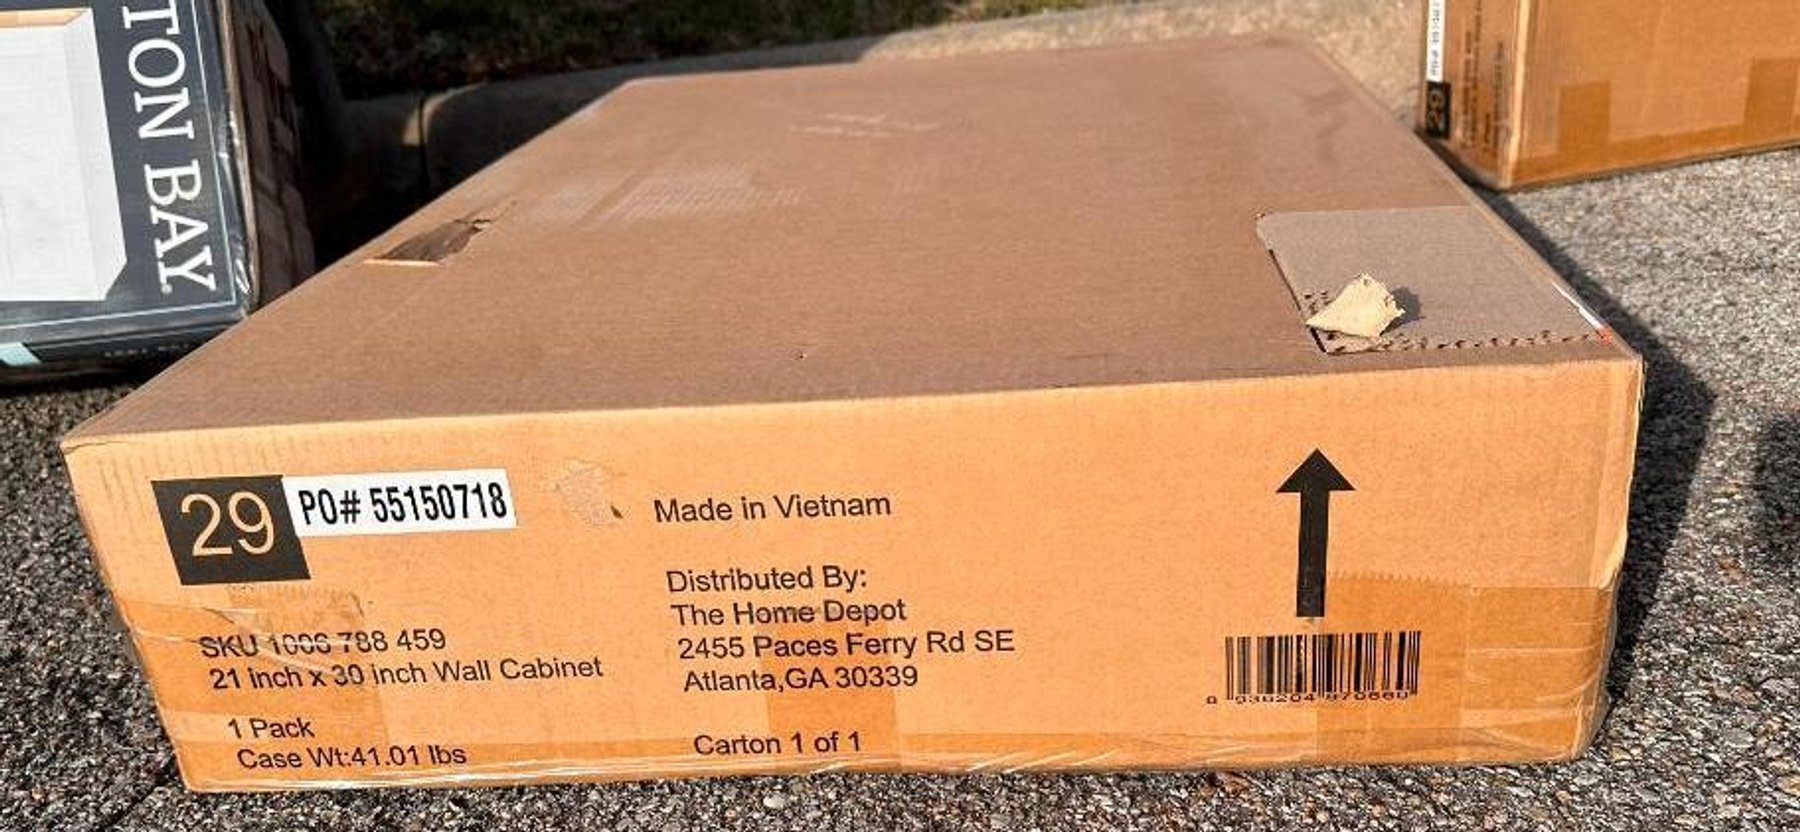 TON BAY
29
PO# 55150718
SKU 1006 788 459
21 inch x 30 inch Wall Cabinet
1 Pack
Case Wt:41.01 lbs
Made in Vietnam
Distributed By:
The Home Depot
2455 Paces Ferry Rd SE
Atlanta,GA 30339
Carton 1 of 1
29